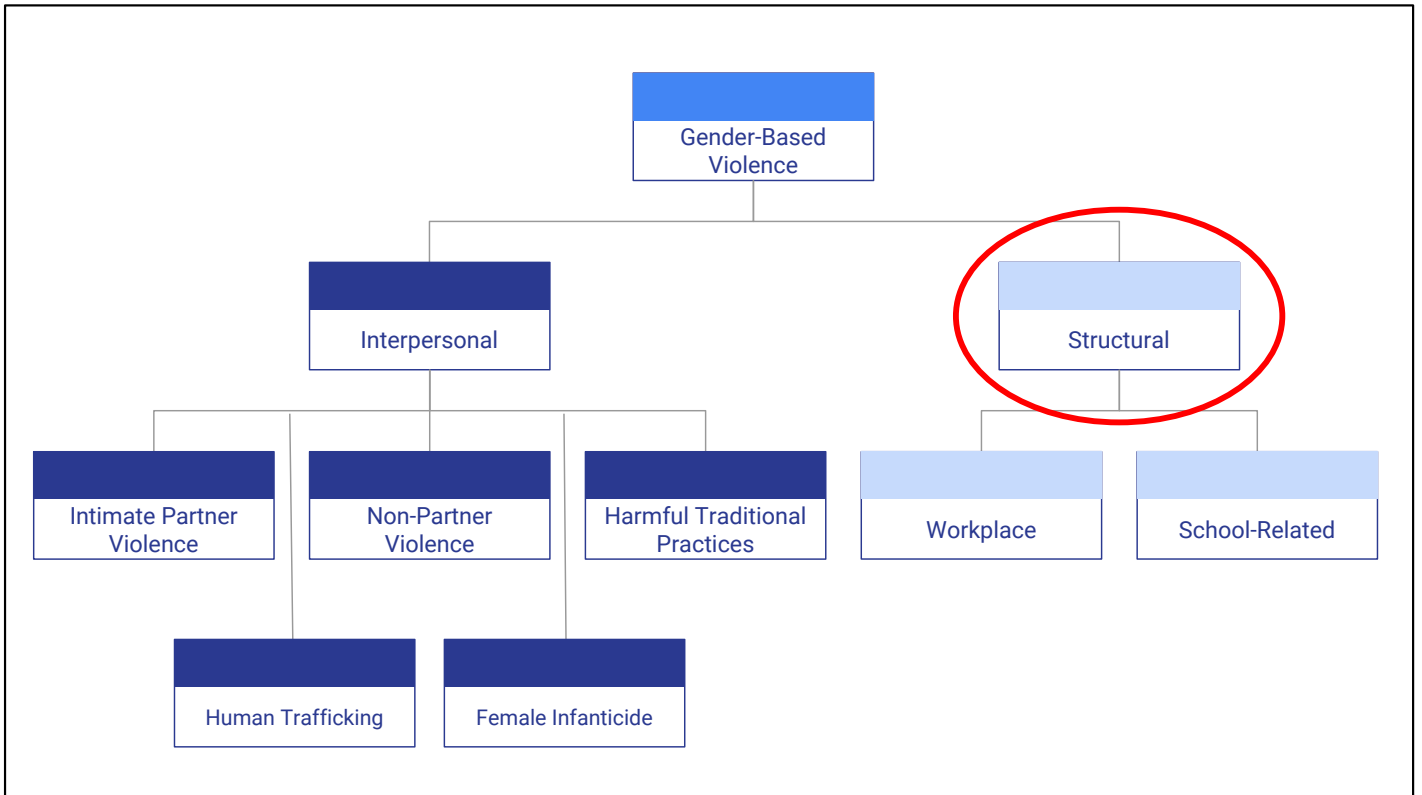 Gender-Based
Violence
Interpersonal
Structural
Intimate Partner
Violence
Non-Partner
Violence
Harmful Traditional
Practices
Workplace
School-Related
Human Trafficking
Female Infanticide